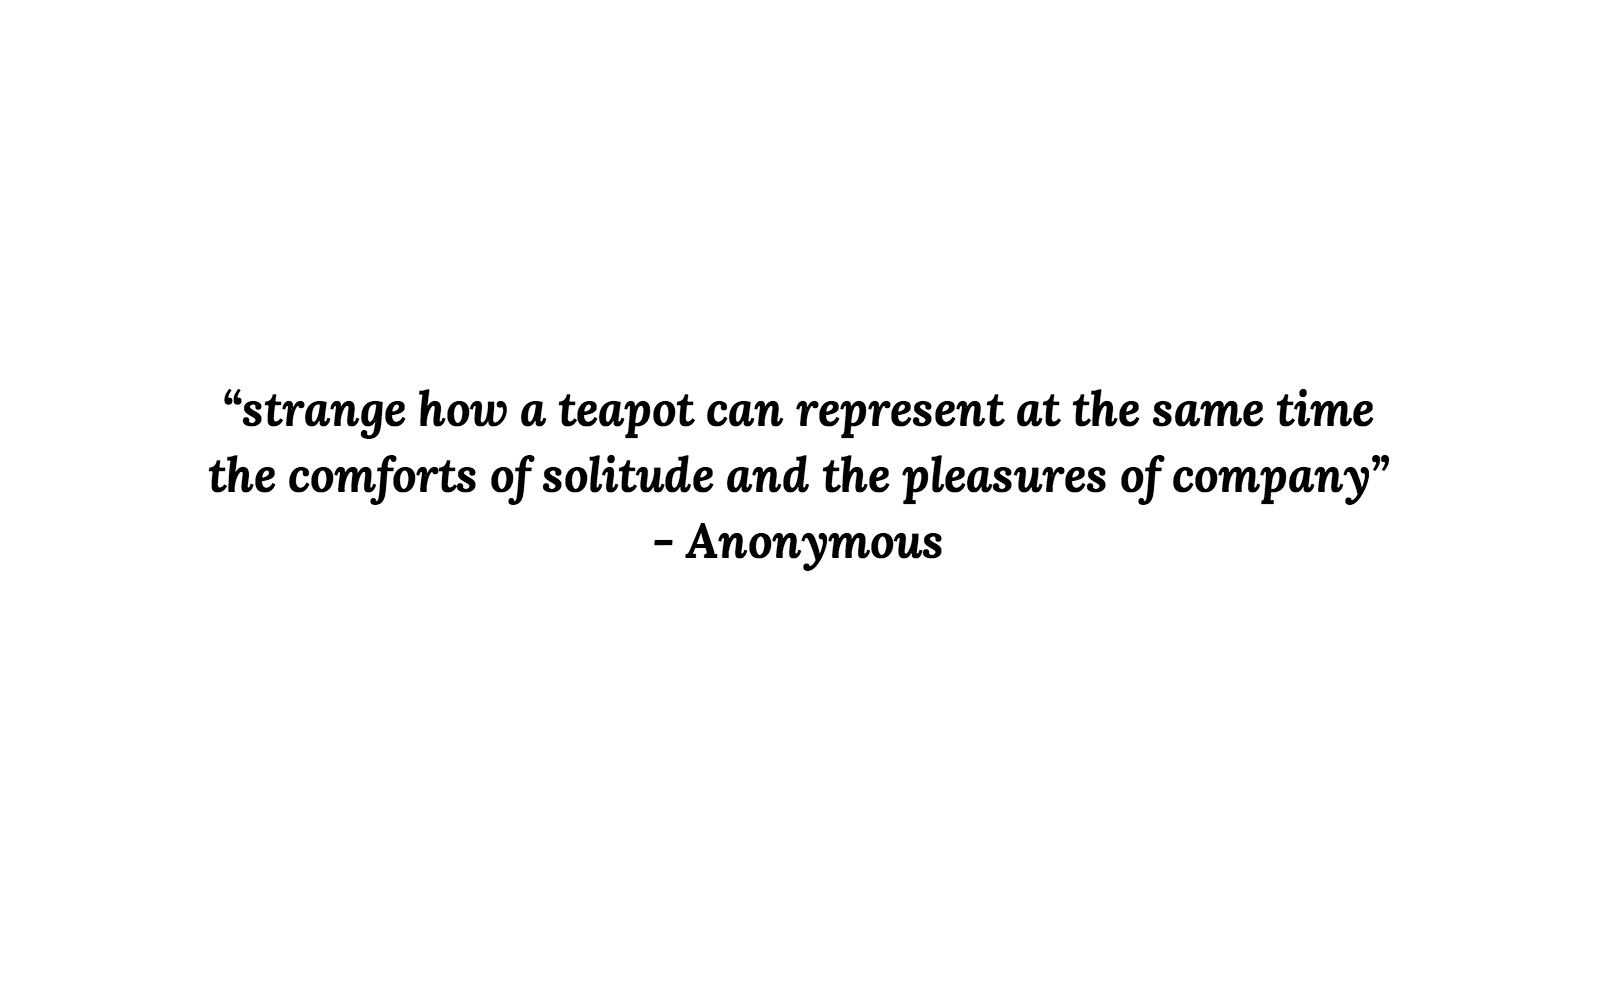 “strange how a teapot can represent at the same time
the comforts of solitude and the pleasures of company”
- Anonymous